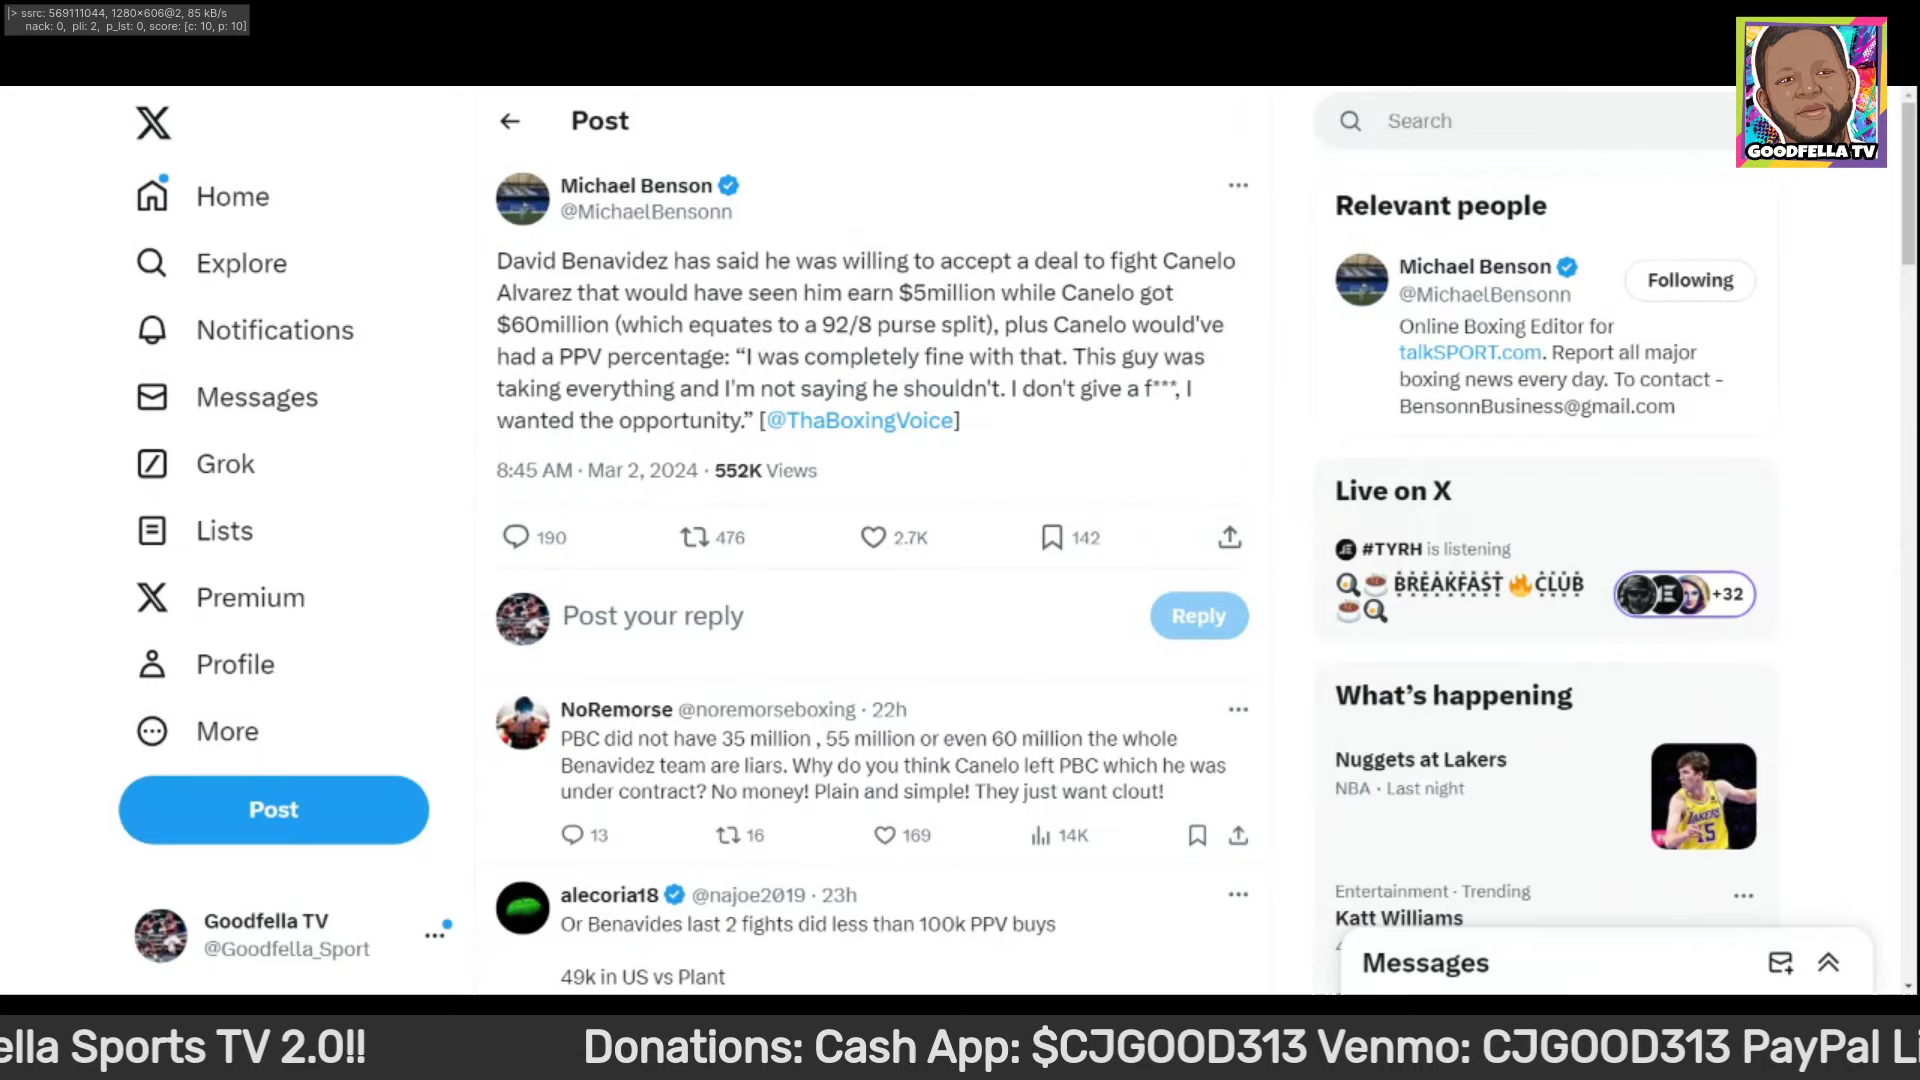 |> ssrc: 569111044, 1280×606@2, 85 kB/s
nack: 0, pli: 2, p_lst: 0, score: [c: 10, p: 10]
GOODFELLA TV
Home
Explore
Notifications
Messages
Grok
Lists
Premium
Profile
More
Post
Goodfella TV
@Goodfella_Sport
Post
Michael Benson
@MichaelBensonn
David Benavidez has said he was willing to accept a deal to fight Canelo
Alvarez that would have seen him earn $5million while Canelo got
$60million (which equates to a 92/8 purse split), plus Canelo would've
had a PPV percentage: “I was completely fine with that. This guy was
taking everything and I'm not saying he shouldn't. I don't give a f***, I
wanted the opportunity.” [@ThaBoxingVoice]
8:45 AM · Mar 2, 2024 · 552K Views
190 476 2.7K 142
Post your reply
Reply
NoRemorse @noremorseboxing · 22h
PBC did not have 35 million , 55 million or even 60 million the whole
Benavidez team are liars. Why do you think Canelo left PBC which he was
under contract? No money! Plain and simple! They just want clout!
13 16 169 14K
alecoria18 @najoe2019 · 23h
Or Benavides last 2 fights did less than 100k PPV buys
49k in US vs Plant
Search
Relevant people
Michael Benson
@MichaelBensonn
Following
Online Boxing Editor for
talkSPORT.com. Report all major
boxing news every day. To contact -
BensonnBusiness@gmail.com
Live on X
#TYRH is listening
BREAKFAST CLUB
+32
What’s happening
Nuggets at Lakers
NBA · Last night
Entertainment · Trending
Katt Williams
Messages
ella Sports TV 2.0!! Donations: Cash App: $CJGOOD313 Venmo: CJGOOD313 PayPal Li